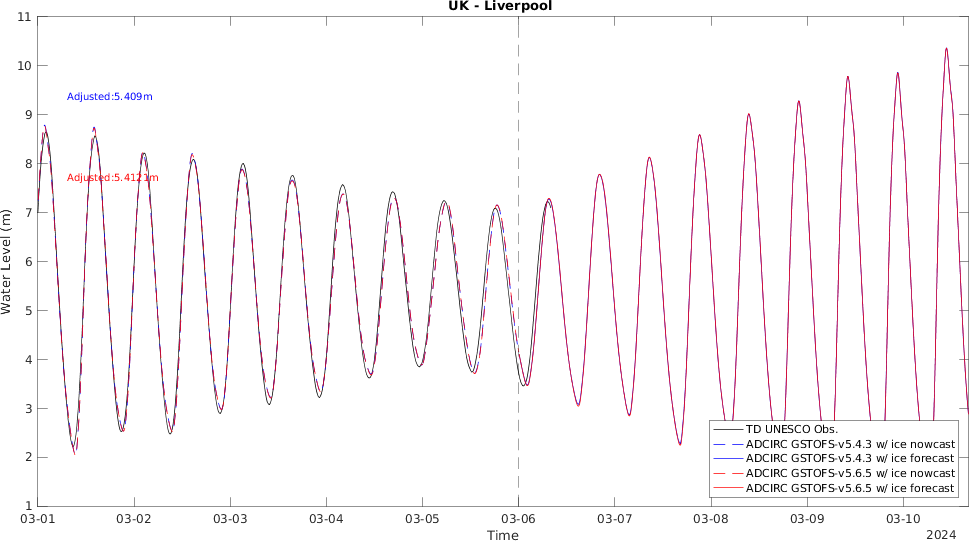 UK - Liverpool
11
10
9
8
7
6
5
4
3
2
1
Water Level (m)
Adjusted:5.409m
Adjusted:5.4121m
TD UNESCO Obs.
ADCIRC GSTOFS-v5.4.3 w/ ice nowcast
ADCIRC GSTOFS-v5.4.3 w/ ice forecast
ADCIRC GSTOFS-v5.6.5 w/ ice nowcast
ADCIRC GSTOFS-v5.6.5 w/ ice forecast
03-01 03-02 03-03 03-04 03-05 03-06 03-07 03-08 03-09 03-10
Time
2024